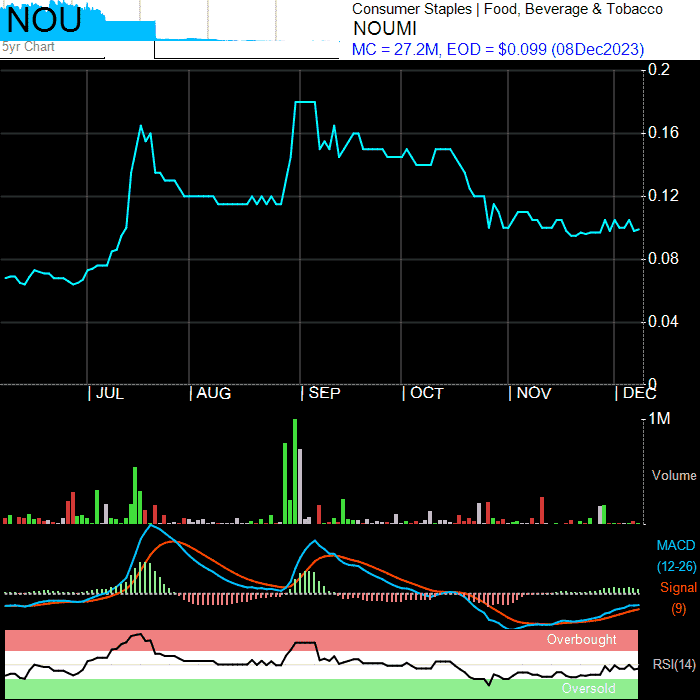 NOU
5yr Chart
Consumer Staples | Food, Beverage & Tobacco
NOUMI
MC = 27.2M, EOD = $0.099 (08Dec2023)
0.2
0.16
0.12
0.08
0.04
0
| JUL | AUG | SEP | OCT | NOV | DEC
1M
Volume
MACD
(12-26)
Signal
(9)
Overbought
RSI(14)
Oversold